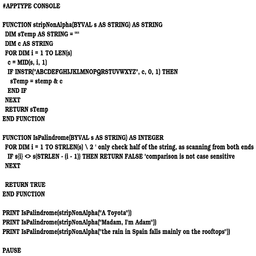 #APPTYPE CONSOLE
FUNCTION stripNonAlpha(BYVAL s AS STRING) AS STRING
DIM sTemp AS STRING = ""
DIM c AS STRING
FOR DIM i = 1 TO LEN(s)
c = MID(s, i, 1)
IF INSTR("ABCDEFGHIJKLMNOPQRSTUVWXYZ", c, 0, 1) THEN
sTemp = stemp & c
END IF
NEXT
RETURN sTemp
END FUNCTION
FUNCTION IsPalindrome(BYVAL s AS STRING) AS INTEGER
FOR DIM i = 1 TO STRLEN(s) \ 2 ' only check half of the string, as scanning from both ends
IF s{i} <> s{STRLEN - (i - 1)} THEN RETURN FALSE 'comparison is not case sensitive
NEXT
RETURN TRUE
END FUNCTION
PRINT IsPalindrome(stripNonAlpha("A Toyota"))
PRINT IsPalindrome(stripNonAlpha("Madam, I'm Adam"))
PRINT IsPalindrome(stripNonAlpha("the rain in Spain falls mainly on the rooftops"))
PAUSE